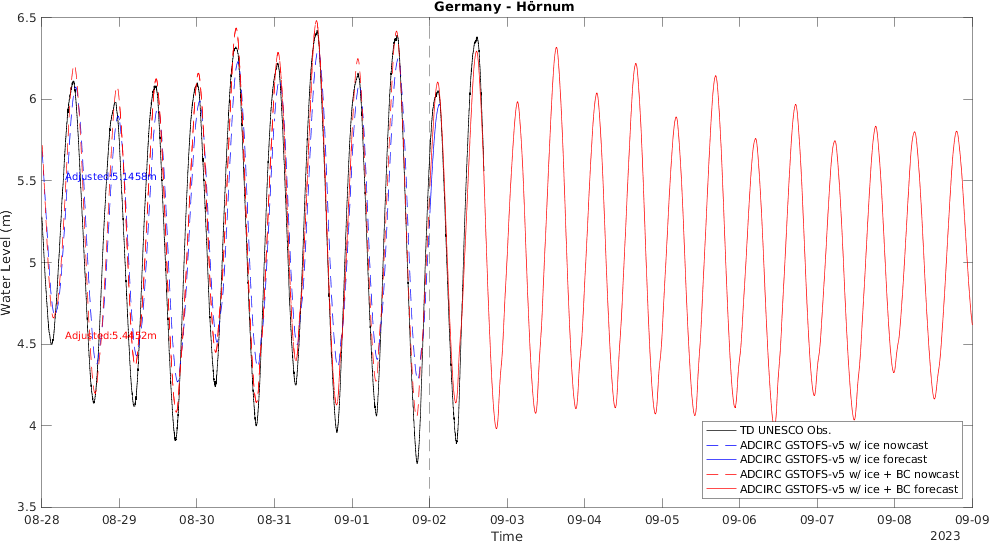 Germany - Hörnum
6.5
6
5.5
5
4.5
4
3.5
Water Level (m)
Adjusted:5.1458m
Adjusted:5.4452m
TD UNESCO Obs.
ADCIRC GSTOFS-v5 w/ ice nowcast
ADCIRC GSTOFS-v5 w/ ice forecast
ADCIRC GSTOFS-v5 w/ ice + BC nowcast
ADCIRC GSTOFS-v5 w/ ice + BC forecast
08-28 08-29 08-30 08-31 09-01 09-02 09-03 09-04 09-05 09-06 09-07 09-08 09-09
Time
2023